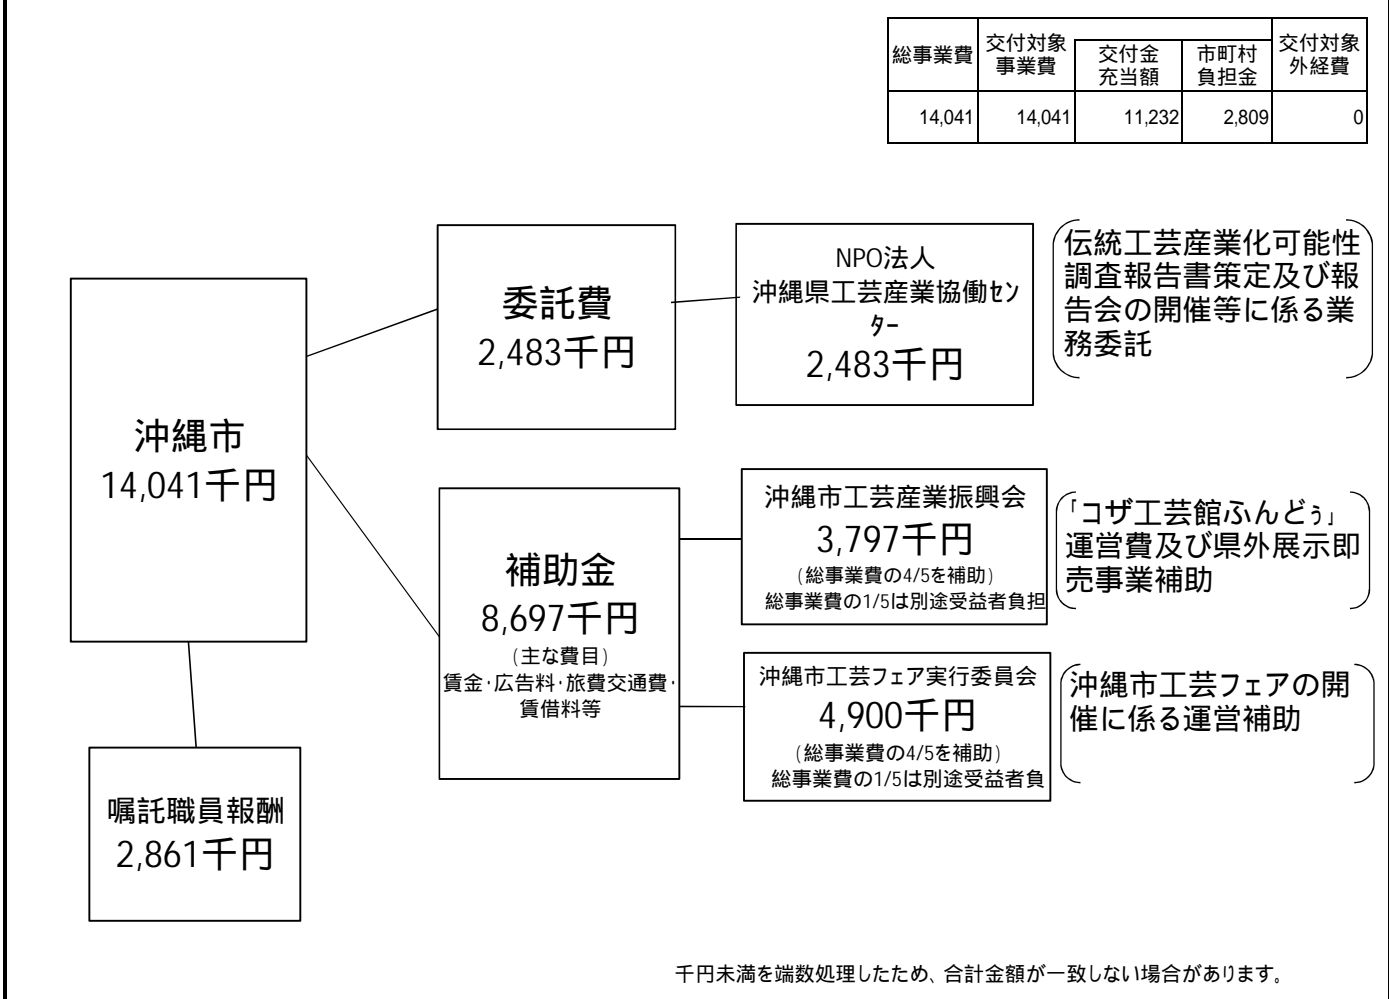 総事業費
交付対象
事業費
交付金
充当額
市町村
負担金
交付対象
外経費
14,041
14,041
11,232
2,809
0
委託費
2,483千円
NPO法人
沖縄県工芸産業協働セン
ター
2,483千円
伝統工芸産業化可能性
調査報告書策定及び報
告会の開催等に係る業
務委託
沖縄市
14,041千円
補助金
8,697千円
(主な費目)
賃金・広告料・旅費交通費・
賃借料等
沖縄市工芸産業振興会
3,797千円
(総事業費の4/5を補助)
総事業費の1/5は別途受益者負担
「コザ工芸館ふんどぅ」
運営費及び県外展示即
売事業補助
沖縄市工芸フェア実行委員会
4,900千円
(総事業費の4/5を補助)
総事業費の1/5は別途受益者負
沖縄市工芸フェアの開
催に係る運営補助
嘱託職員報酬
2,861千円
千円未満を端数処理したため、合計金額が一致しない場合があります。